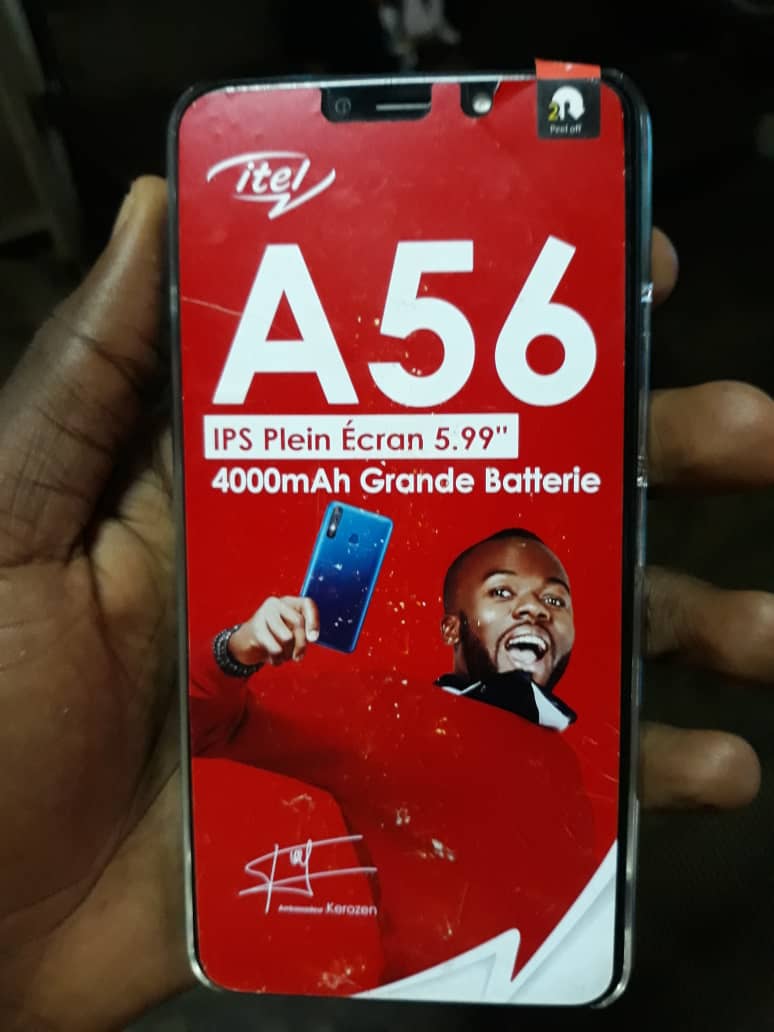 2
Peel off
itel
A56
IPS Plein Écran 5.99"
4000mAh Grande Batterie
Ambassadeur Kerozen